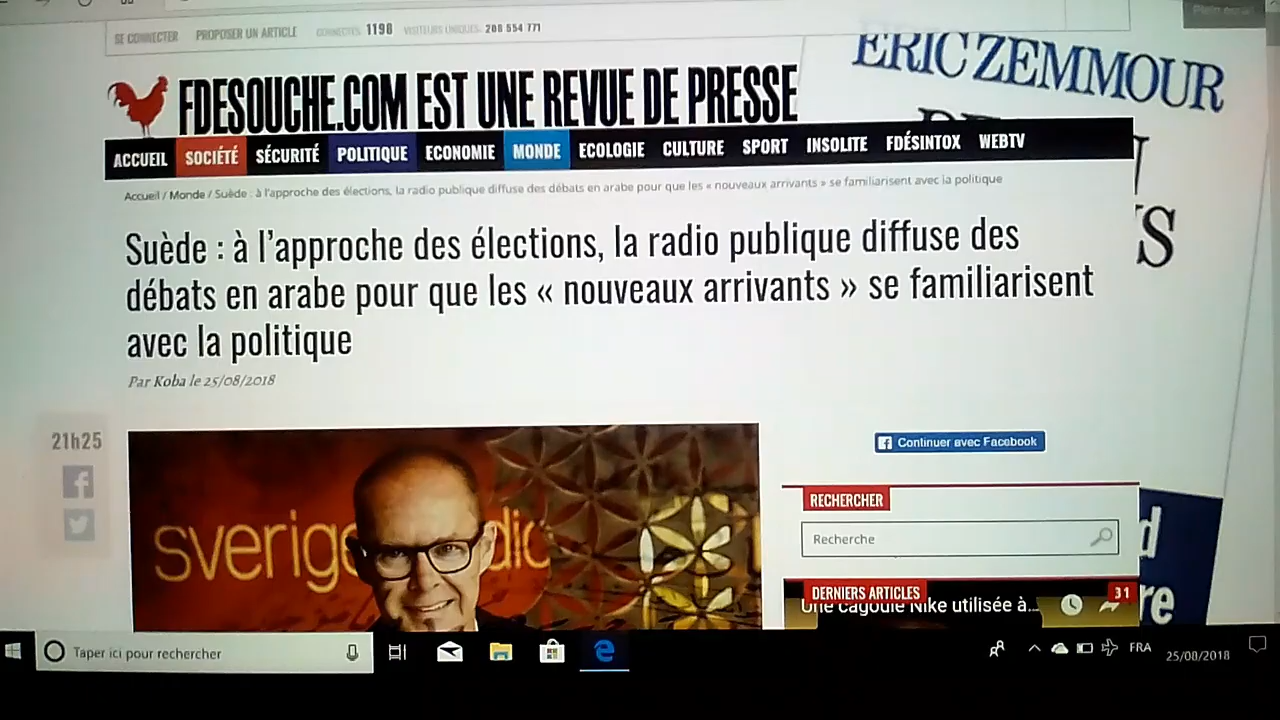 Plein écran
SE CONNECTER PROPOSER UN ARTICLE CONNECTÉS 1198 VISITEURS UNIQUES 208 554 771
ERIC ZEMMOUR
FDESOUCHE.COM EST UNE REVUE DE PRESSE
ACCUEIL SOCIÉTÉ SÉCURITÉ POLITIQUE ECONOMIE MONDE ECOLOGIE CULTURE SPORT INSOLITE FDÉSINTOX WEBTV
Accueil / Monde / Suède : à l'approche des élections, la radio publique diffuse des débats en arabe pour que les « nouveaux arrivants » se familiarisent avec la politique
Suède : à l'approche des élections, la radio publique diffuse des
débats en arabe pour que les « nouveaux arrivants » se familiarisent
avec la politique
Par Koba le 25/08/2018
21h25
Continuer avec Facebook
RECHERCHER
Recherche
DERNIERS ARTICLES 31
Une cagoule Nike utilisée à...
Taper ici pour rechercher
FRA
25/08/2018